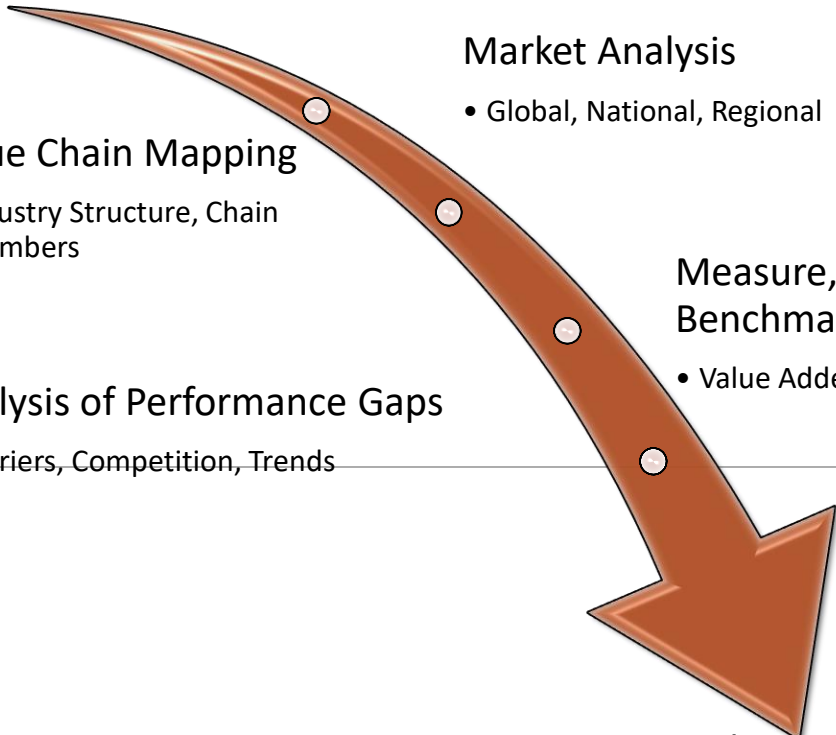 Market Analysis
• Global, National, Regional
ue Chain Mapping
ustry Structure, Chain
mbers
Measure,
Benchma
• Value Adde
lysis of Performance Gaps
riers, Competition, Trends